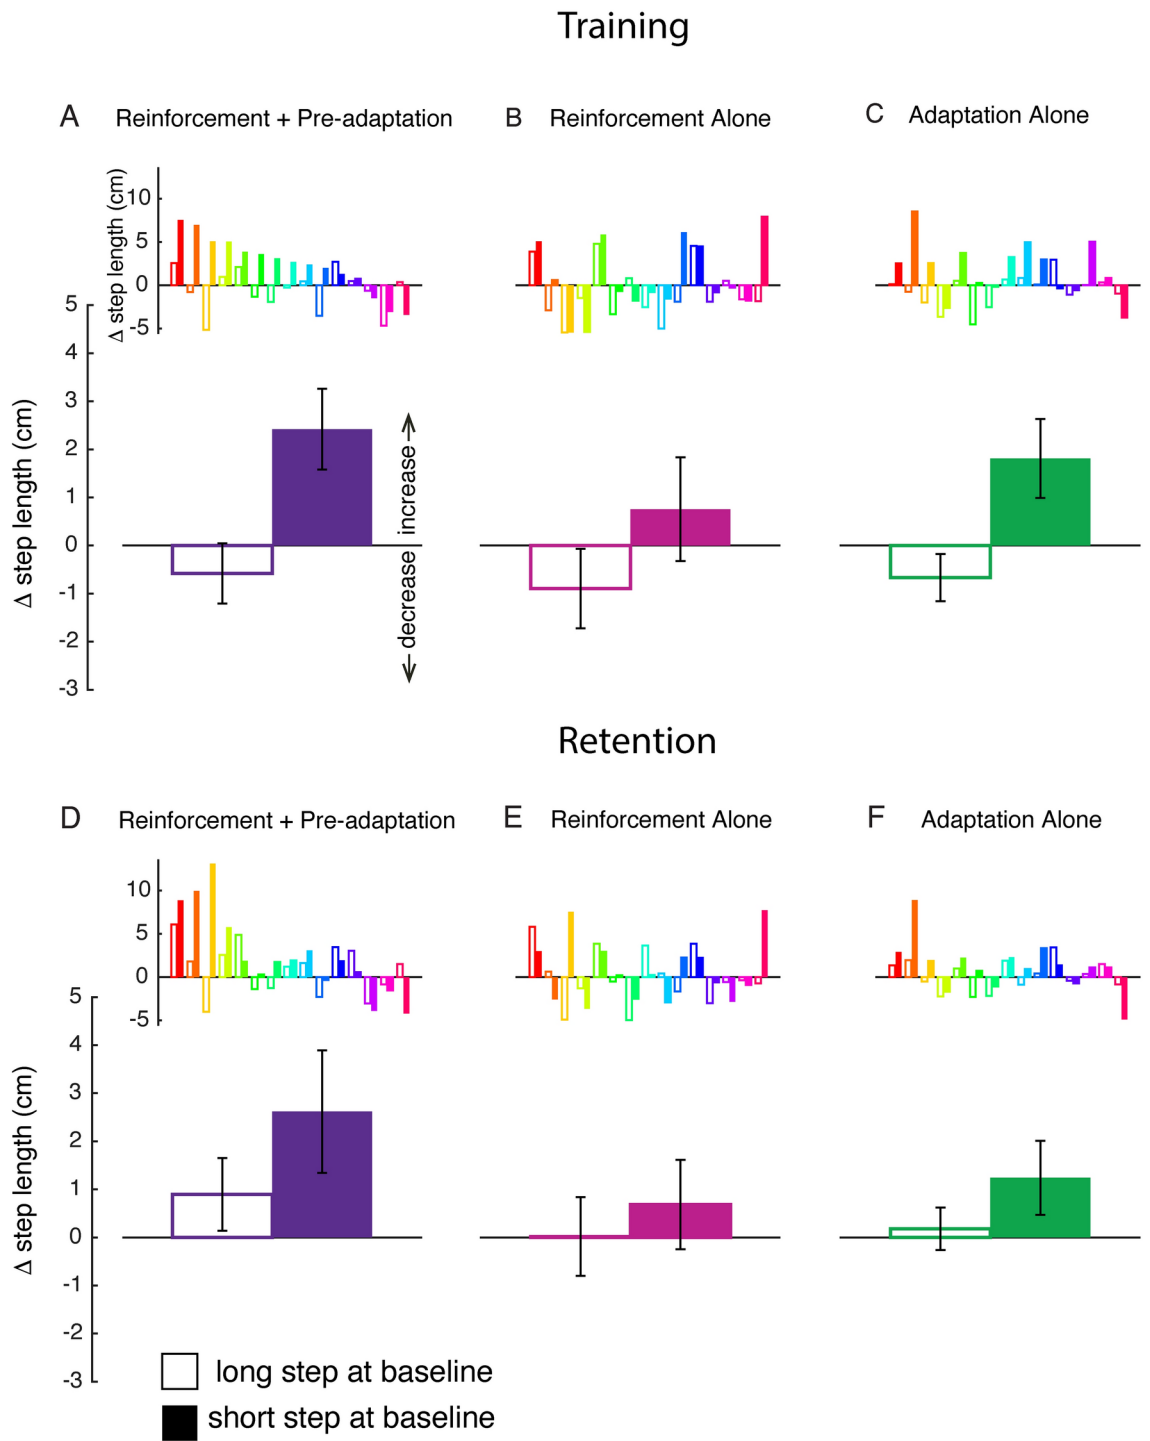 Training
A Reinforcement + Pre-adaptation
B Reinforcement Alone
C Adaptation Alone
Δ step length (cm)
10
5
0
-5
Δ step length (cm)
5
4
3
2
1
0
-1
-2
-3
increase
decrease
Retention
D Reinforcement + Pre-adaptation
E Reinforcement Alone
F Adaptation Alone
10
5
0
-5
Δ step length (cm)
5
4
3
2
1
0
-1
-2
-3
long step at baseline
short step at baseline